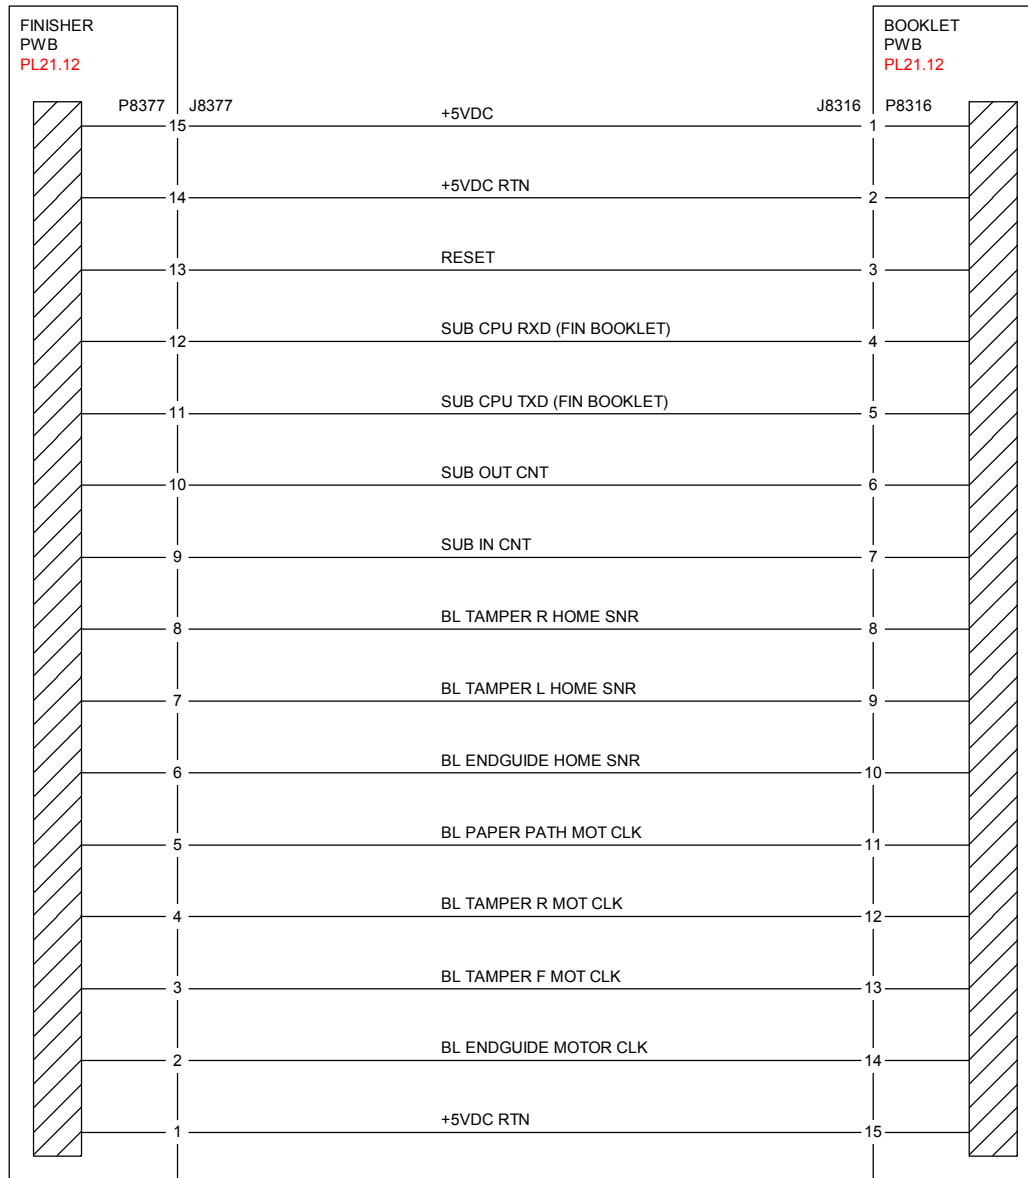 FINISHER
PWB
PL21.12
BOOKLET
PWB
PL21.12
P8377 J8377 J8316 P8316
15 +5VDC 1
14 +5VDC RTN 2
13 RESET 3
12 SUB CPU RXD (FIN BOOKLET) 4
11 SUB CPU TXD (FIN BOOKLET) 5
10 SUB OUT CNT 6
9 SUB IN CNT 7
8 BL TAMPER R HOME SNR 8
7 BL TAMPER L HOME SNR 9
6 BL ENDGUIDE HOME SNR 10
5 BL PAPER PATH MOT CLK 11
4 BL TAMPER R MOT CLK 12
3 BL TAMPER F MOT CLK 13
2 BL ENDGUIDE MOTOR CLK 14
1 +5VDC RTN 15